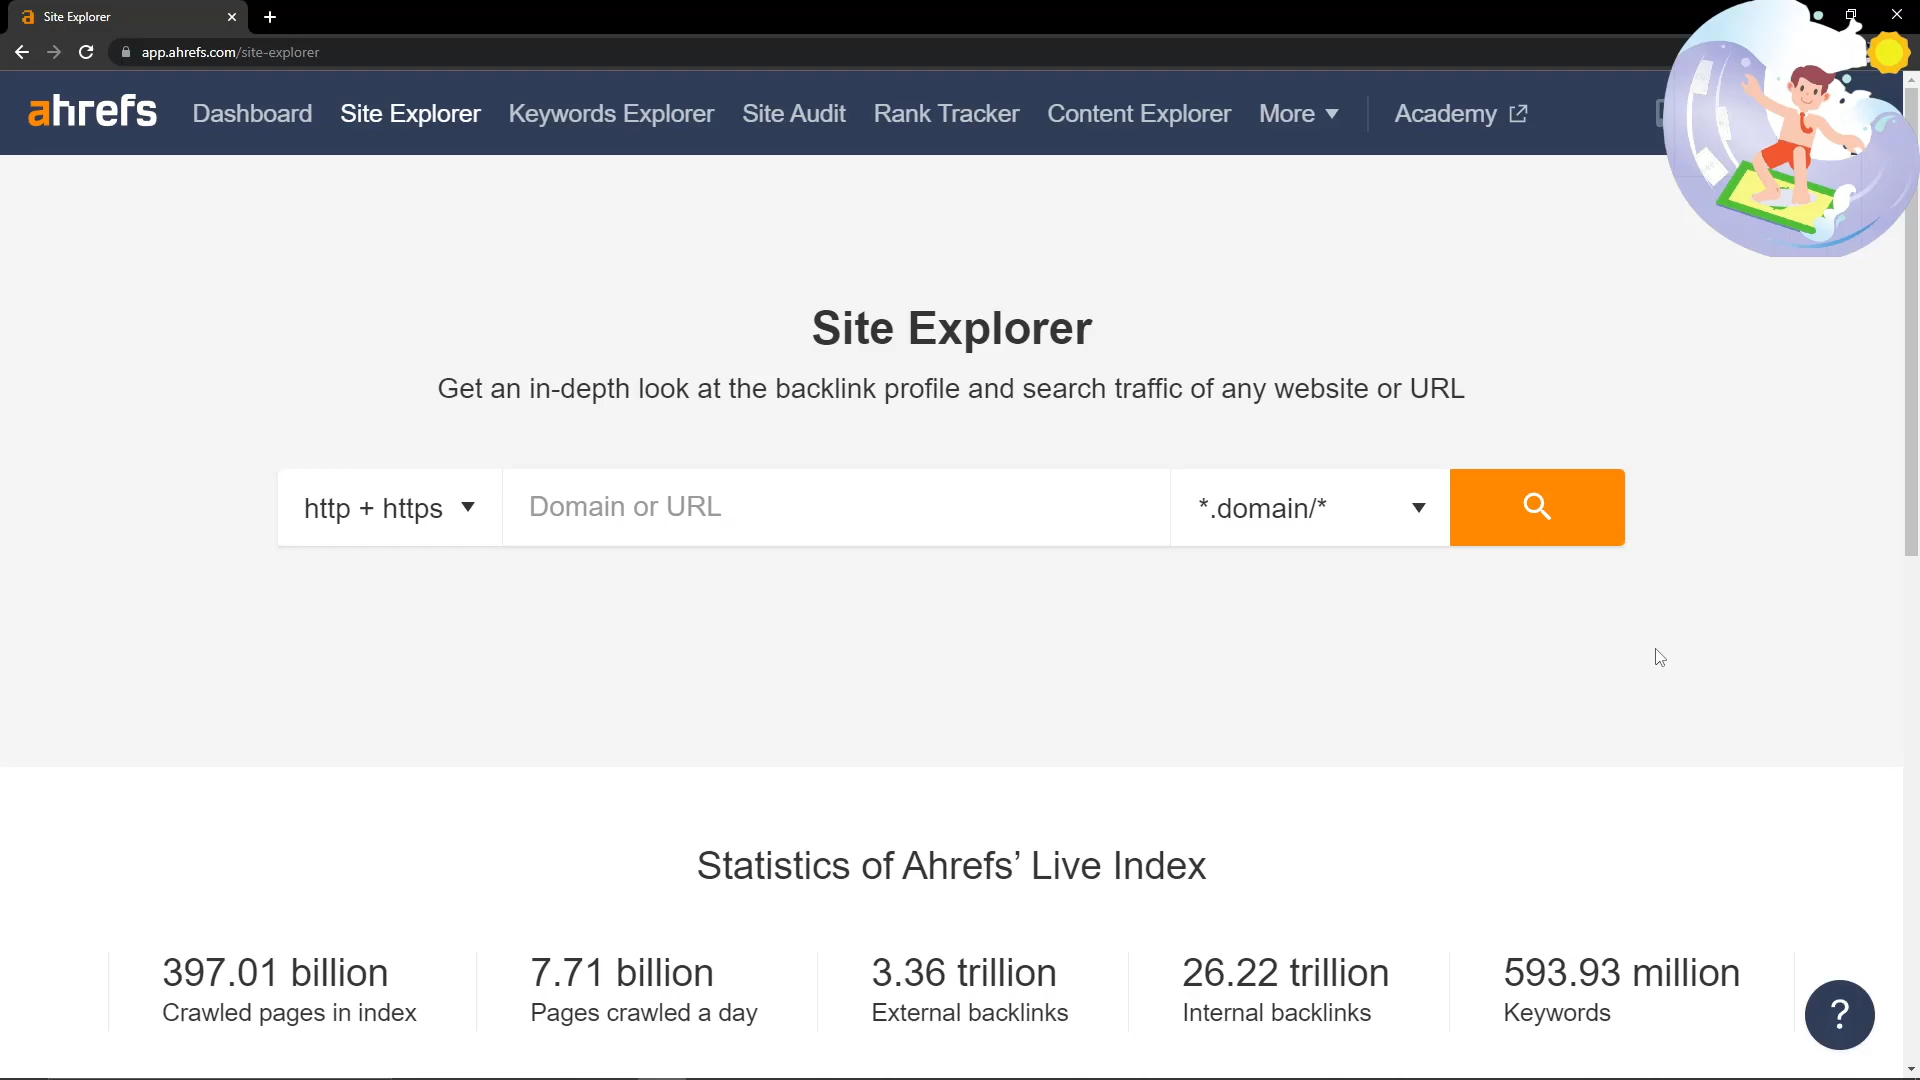 Site Explorer
app.ahrefs.com/site-explorer
ahrefs Dashboard Site Explorer Keywords Explorer Site Audit Rank Tracker Content Explorer More Academy
Site Explorer
Get an in-depth look at the backlink profile and search traffic of any website or URL
http + https Domain or URL *.domain/*
Statistics of Ahrefs’ Live Index
397.01 billion 7.71 billion 3.36 trillion 26.22 trillion 593.93 million
Crawled pages in index Pages crawled a day External backlinks Internal backlinks Keywords
?